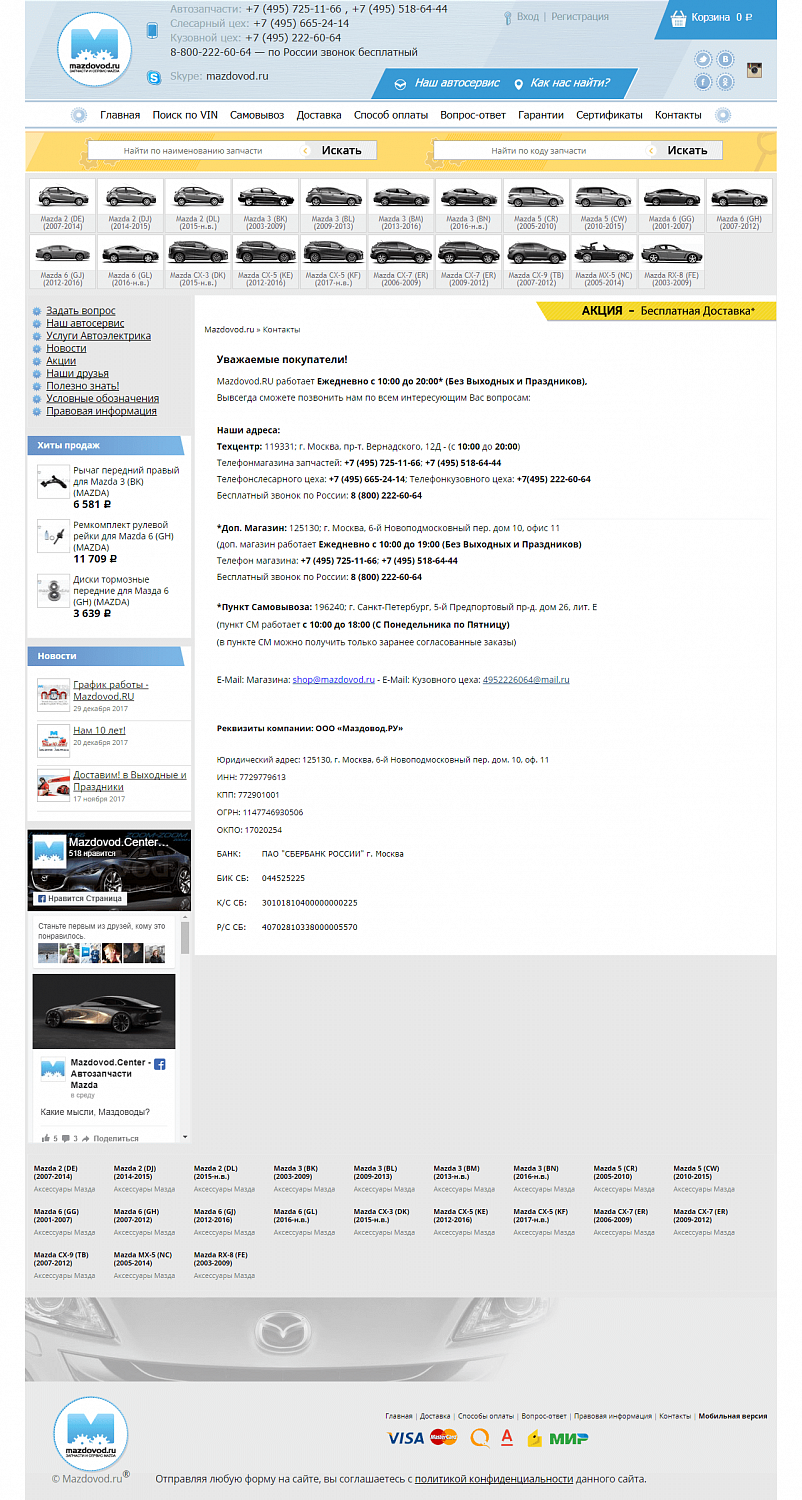 Автозапчасти: +7 (495) 725-11-66 , +7 (495) 518-64-44
Слесарный цех: +7 (495) 665-24-14
Кузовной цех: +7 (495) 222-60-64
8-800-222-60-64 — по России звонок бесплатный
Skype: mazdovod.ru
Вход | Регистрация
Корзина 0 ₽
mazdovod.ru
ЗАПЧАСТИ И СЕРВИС MAZDA
Наш автосервис
Как нас найти?
Главная Поиск по VIN Самовывоз Доставка Способ оплаты Вопрос-ответ Гарантии Сертификаты Контакты
Найти по наименованию запчасти Искать
Найти по коду запчасти Искать
Mazda 2 (DE) Mazda 2 (DJ) Mazda 2 (DL) Mazda 3 (BK) Mazda 3 (BL) Mazda 3 (BM) Mazda 3 (BN) Mazda 5 (CR) Mazda 5 (CW) Mazda 6 (GG) Mazda 6 (GH)
(2007-2014) (2014-2015) (2015-н.в.) (2003-2009) (2009-2013) (2013-2016) (2016-н.в.) (2005-2010) (2010-2015) (2001-2007) (2007-2012)
Mazda 6 (GJ) Mazda 6 (GL) Mazda CX-3 (DK) Mazda CX-5 (KE) Mazda CX-5 (KF) Mazda CX-7 (ER) Mazda CX-7 (ER) Mazda CX-9 (TB) Mazda MX-5 (NC) Mazda RX-8 (FE)
(2012-2016) (2016-н.в.) (2015-н.в.) (2012-2016) (2017-н.в.) (2006-2009) (2009-2012) (2007-2012) (2005-2014) (2003-2009)
Задать вопрос
Наш автосервис
Услуги Автоэлектрика
Новости
Акции
Наши друзья
Полезно знать!
Условные обозначения
Правовая информация
Хиты продаж
Рычаг передний правый
для Mazda 3 (BK)
(MAZDA)
6 581 ₽
Ремкомплект рулевой
рейки для Mazda 6 (GH)
(MAZDA)
11 709 ₽
Диски тормозные
передние для Мазда 6
(GH) (MAZDA)
3 639 ₽
Новости
График работы -
Mazdovod.RU
29 декабря 2017
Нам 10 лет!
20 декабря 2017
Доставим! в Выходные и
Праздники
17 ноября 2017
ZOOM-ZOOM
Mazdovod.Center...
518 нравится
Нравится Страница
Станьте первым из друзей, кому это
понравилось.
Mazdovod.Center -
Автозапчасти
Mazda
в среду
Какие мысли, Маздоводы?
5 3 Поделиться
АКЦИЯ – Бесплатная Доставка*
Mazdovod.ru » Контакты
Уважаемые покупатели!
Mazdovod.RU работает Ежедневно с 10:00 до 20:00* (Без Выходных и Праздников),
Вывсегда сможете позвонить нам по всем интересующим Вас вопросам:
Наши адреса:
Техцентр: 119331; г. Москва, пр-т. Вернадского, 12Д - (с 10:00 до 20:00)
Телефонмагазина запчастей: +7 (495) 725-11-66; +7 (495) 518-64-44
Телефонслесарного цеха: +7 (495) 665-24-14; Телефонкузовного цеха: +7(495) 222-60-64
Бесплатный звонок по России: 8 (800) 222-60-64
*Доп. Магазин: 125130; г. Москва, 6-й Новоподмосковный пер. дом 10, офис 11
(доп. магазин работает Ежедневно с 10:00 до 19:00 (Без Выходных и Праздников)
Телефон магазина: +7 (495) 725-11-66; +7 (495) 518-64-44
Бесплатный звонок по России: 8 (800) 222-60-64
*Пункт Самовывоза: 196240; г. Санкт-Петербург, 5-й Предпортовый пр-д. дом 26, лит. Е
(пункт СМ работает с 10:00 до 18:00 (С Понедельника по Пятницу)
(в пункте СМ можно получить только заранее согласованные заказы)
E-Mail: Магазина: shop@mazdovod.ru - E-Mail: Кузовного цеха: 4952226064@mail.ru
Реквизиты компании: ООО «Маздовод.РУ»
Юридический адрес: 125130, г. Москва, 6-й Новоподмосковный пер. дом. 10, оф. 11
ИНН: 7729779613
КПП: 772901001
ОГРН: 1147746930506
ОКПО: 17020254
БАНК: ПАО "СБЕРБАНК РОССИИ" г. Москва
БИК СБ: 044525225
К/С СБ: 30101810400000000225
Р/С СБ: 40702810338000005570
Mazda 2 (DE) Mazda 2 (DJ) Mazda 2 (DL) Mazda 3 (BK) Mazda 3 (BL) Mazda 3 (BM) Mazda 3 (BN) Mazda 5 (CR) Mazda 5 (CW)
(2007-2014) (2014-2015) (2015-н.в.) (2003-2009) (2009-2013) (2013-н.в.) (2016-н.в.) (2005-2010) (2010-2015)
Аксессуары Мазда Аксессуары Мазда Аксессуары Мазда Аксессуары Мазда Аксессуары Мазда Аксессуары Мазда Аксессуары Мазда Аксессуары Мазда Аксессуары Мазда
Mazda 6 (GG) Mazda 6 (GH) Mazda 6 (GJ) Mazda 6 (GL) Mazda CX-3 (DK) Mazda CX-5 (KE) Mazda CX-5 (KF) Mazda CX-7 (ER) Mazda CX-7 (ER)
(2001-2007) (2007-2012) (2012-2016) (2016-н.в.) (2015-н.в.) (2012-2016) (2017-н.в.) (2006-2009) (2009-2012)
Аксессуары Мазда Аксессуары Мазда Аксессуары Мазда Аксессуары Мазда Аксессуары Мазда Аксессуары Мазда Аксессуары Мазда Аксессуары Мазда Аксессуары Мазда
Mazda CX-9 (TB) Mazda MX-5 (NC) Mazda RX-8 (FE)
(2007-2012) (2005-2014) (2003-2009)
Аксессуары Мазда Аксессуары Мазда Аксессуары Мазда
Главная | Доставка | Способы оплаты | Вопрос-ответ | Правовая информация | Контакты | Мобильная версия
VISA MasterCard МИР
mazdovod.ru
ЗАПЧАСТИ И СЕРВИС MAZDA
© Mazdovod.ru® Отправляя любую форму на сайте, вы соглашаетесь с политикой конфиденциальности данного сайта.